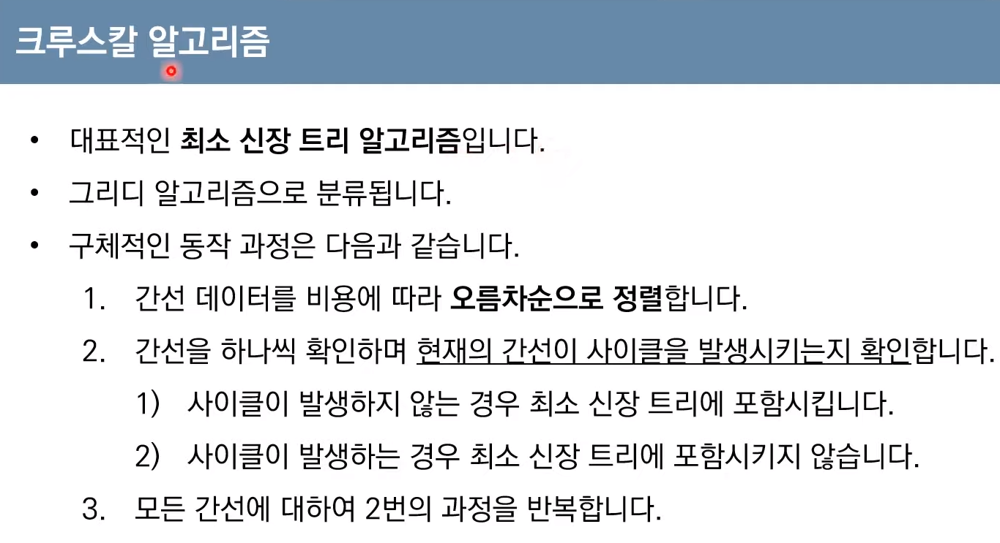 크루스칼 알고리즘
• 대표적인 최소 신장 트리 알고리즘입니다.
• 그리디 알고리즘으로 분류됩니다.
• 구체적인 동작 과정은 다음과 같습니다.
1. 간선 데이터를 비용에 따라 오름차순으로 정렬합니다.
2. 간선을 하나씩 확인하며 현재의 간선이 사이클을 발생시키는지 확인합니다.
1) 사이클이 발생하지 않는 경우 최소 신장 트리에 포함시킵니다.
2) 사이클이 발생하는 경우 최소 신장 트리에 포함시키지 않습니다.
3. 모든 간선에 대하여 2번의 과정을 반복합니다.